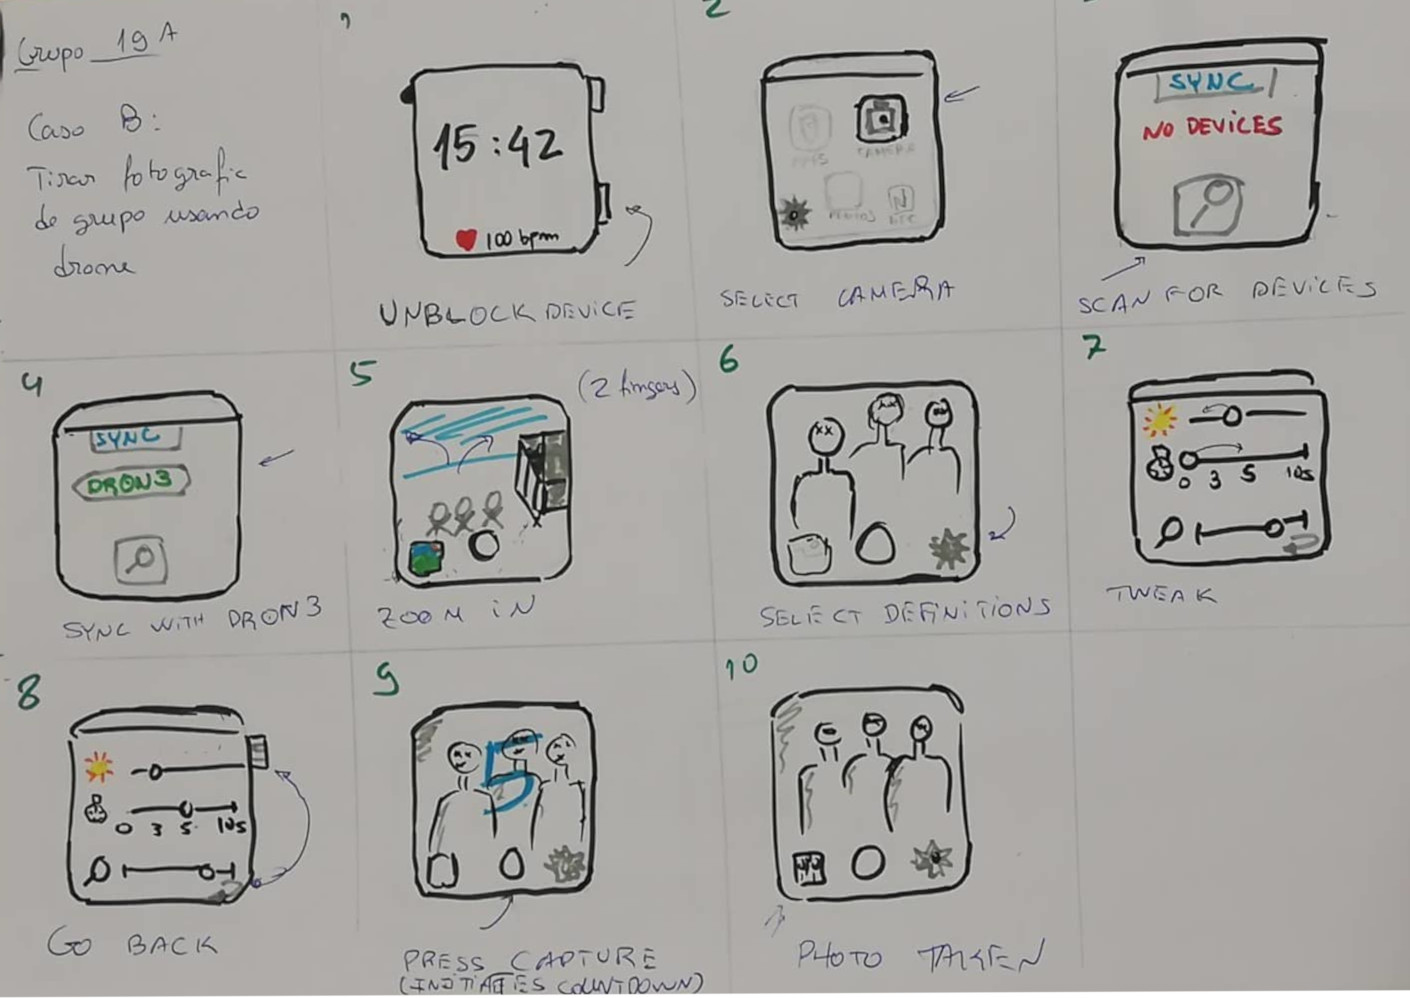 Grupo 19 A
Caso B:
Tirar fotografia
de grupo usando
drone
1
15:42
100 bpm
UNBLOCK DEVICE
2
APPS
CAMERA
PHOTOS
NFC
SELECT CAMERA
SYNC
NO DEVICES
SCAN FOR DEVICES
4
SYNC
DRON3
SYNC WITH DRON3
5
(2 fingers)
ZOOM IN
6
SELECT DEFINITIONS
7
0 3 5 10s
TWEAK
8
0 3 5 10s
GO BACK
9
5
PRESS CAPTURE
(INITIATES COUNTDOWN)
10
PHOTO TAKEN